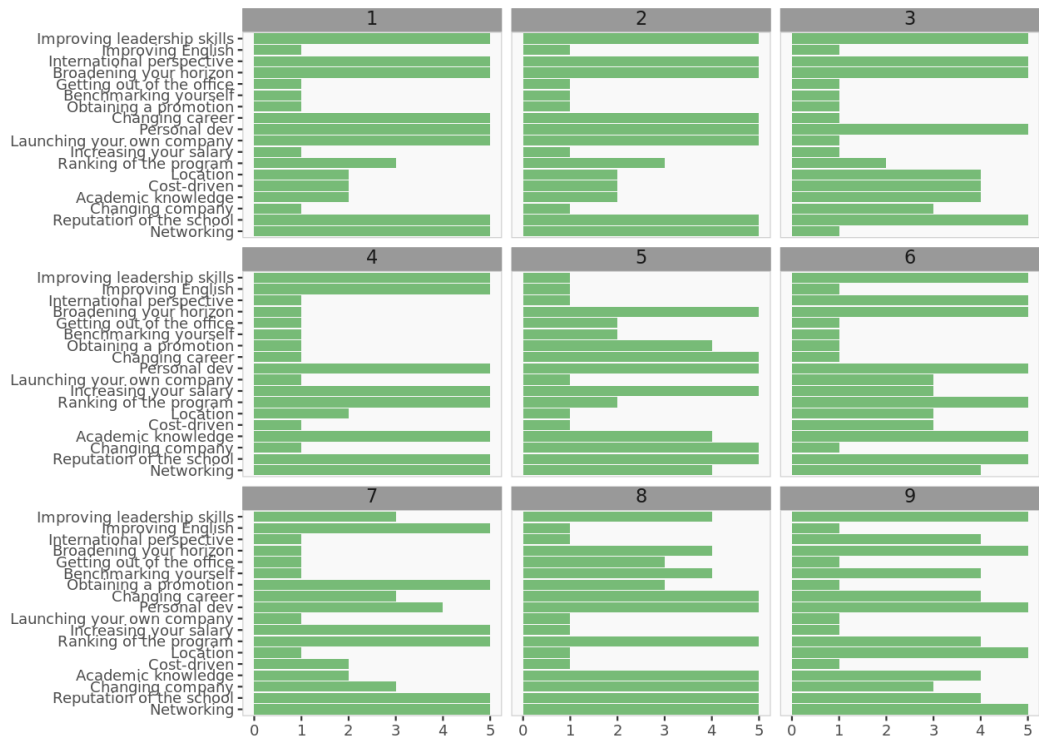 1 2 3
Improving leadership skills
Improving English
International perspective
Broadening your horizon
Getting out of the office
Benchmarking yourself
Obtaining a promotion
Changing career
Personal dev
Launching your own company
Increasing your salary
Ranking of the program
Location
Cost-driven
Academic knowledge
Changing company
Reputation of the school
Networking
4 5 6
Improving leadership skills
Improving English
International perspective
Broadening your horizon
Getting out of the office
Benchmarking yourself
Obtaining a promotion
Changing career
Personal dev
Launching your own company
Increasing your salary
Ranking of the program
Location
Cost-driven
Academic knowledge
Changing company
Reputation of the school
Networking
7 8 9
Improving leadership skills
Improving English
International perspective
Broadening your horizon
Getting out of the office
Benchmarking yourself
Obtaining a promotion
Changing career
Personal dev
Launching your own company
Increasing your salary
Ranking of the program
Location
Cost-driven
Academic knowledge
Changing company
Reputation of the school
Networking
0 1 2 3 4 5 0 1 2 3 4 5 0 1 2 3 4 5